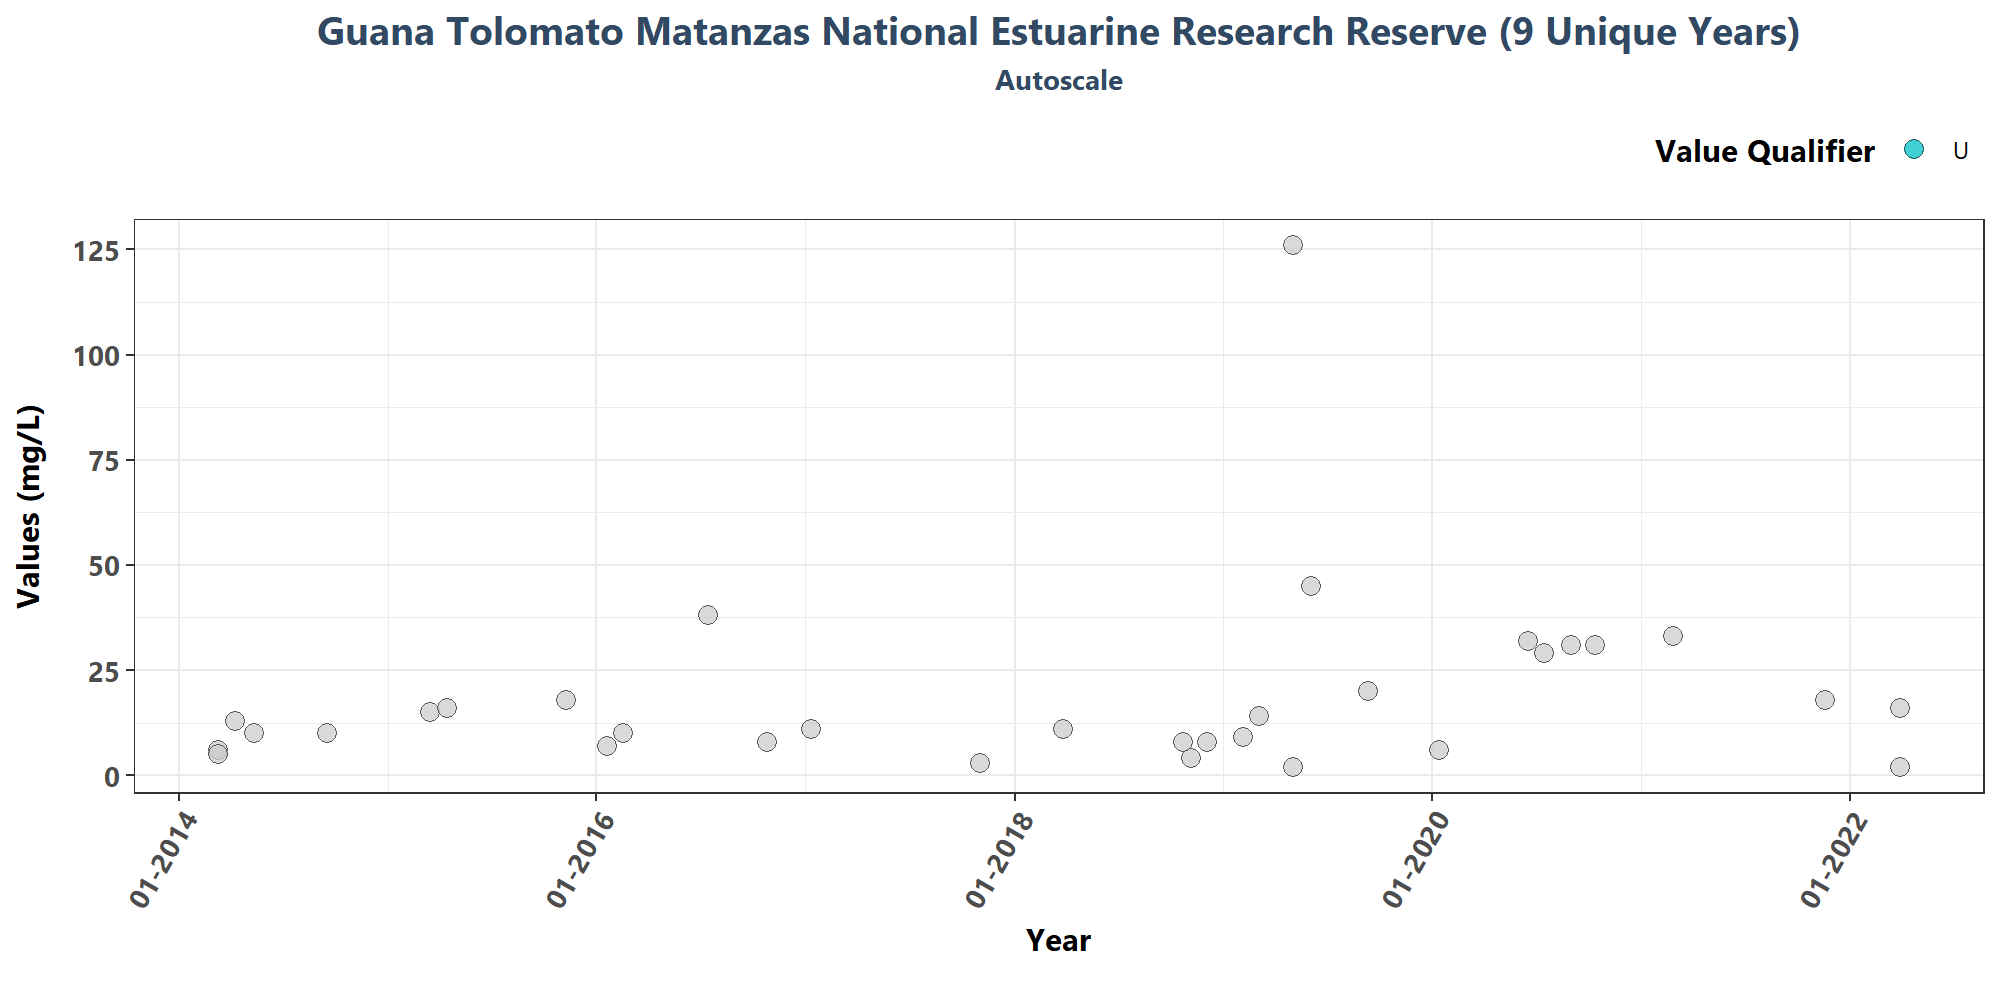 Guana Tolomato Matanzas National Estuarine Research Reserve (9 Unique Years)
Autoscale
Value Qualifier U
Values (mg/L)
125
100
75
50
25
0
01-2014 01-2016 01-2018 01-2020 01-2022
Year